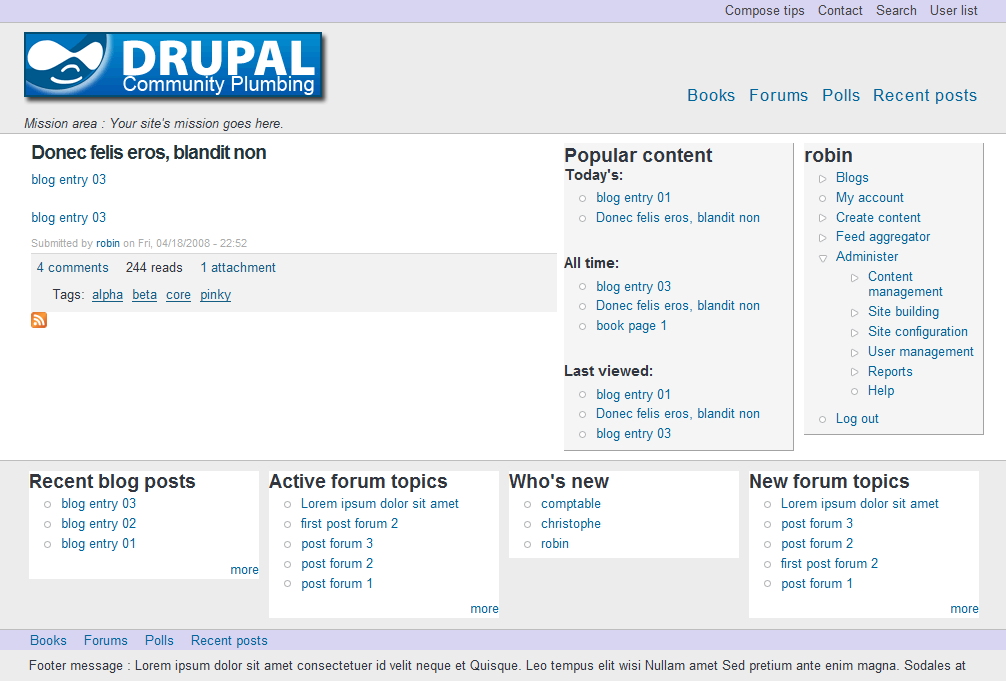 Compose tips Contact Search User list
DRUPAL
Community Plumbing
Books Forums Polls Recent posts
Mission area : Your site's mission goes here.
Donec felis eros, blandit non
blog entry 03
blog entry 03
Submitted by robin on Fri, 04/18/2008 - 22:52
4 comments 244 reads 1 attachment
Tags: alpha beta core pinky
Popular content
Today's:
blog entry 01
Donec felis eros, blandit non
All time:
blog entry 03
Donec felis eros, blandit non
book page 1
Last viewed:
blog entry 01
Donec felis eros, blandit non
blog entry 03
robin
Blogs
My account
Create content
Feed aggregator
Administer
Content
management
Site building
Site configuration
User management
Reports
Help
Log out
Recent blog posts
blog entry 03
blog entry 02
blog entry 01
more
Active forum topics
Lorem ipsum dolor sit amet
first post forum 2
post forum 3
post forum 2
post forum 1
more
Who's new
comptable
christophe
robin
New forum topics
Lorem ipsum dolor sit amet
post forum 3
post forum 2
first post forum 2
post forum 1
more
Books Forums Polls Recent posts
Footer message : Lorem ipsum dolor sit amet consectetuer id velit neque et Quisque. Leo tempus elit wisi Nullam amet Sed pretium ante enim magna. Sodales at